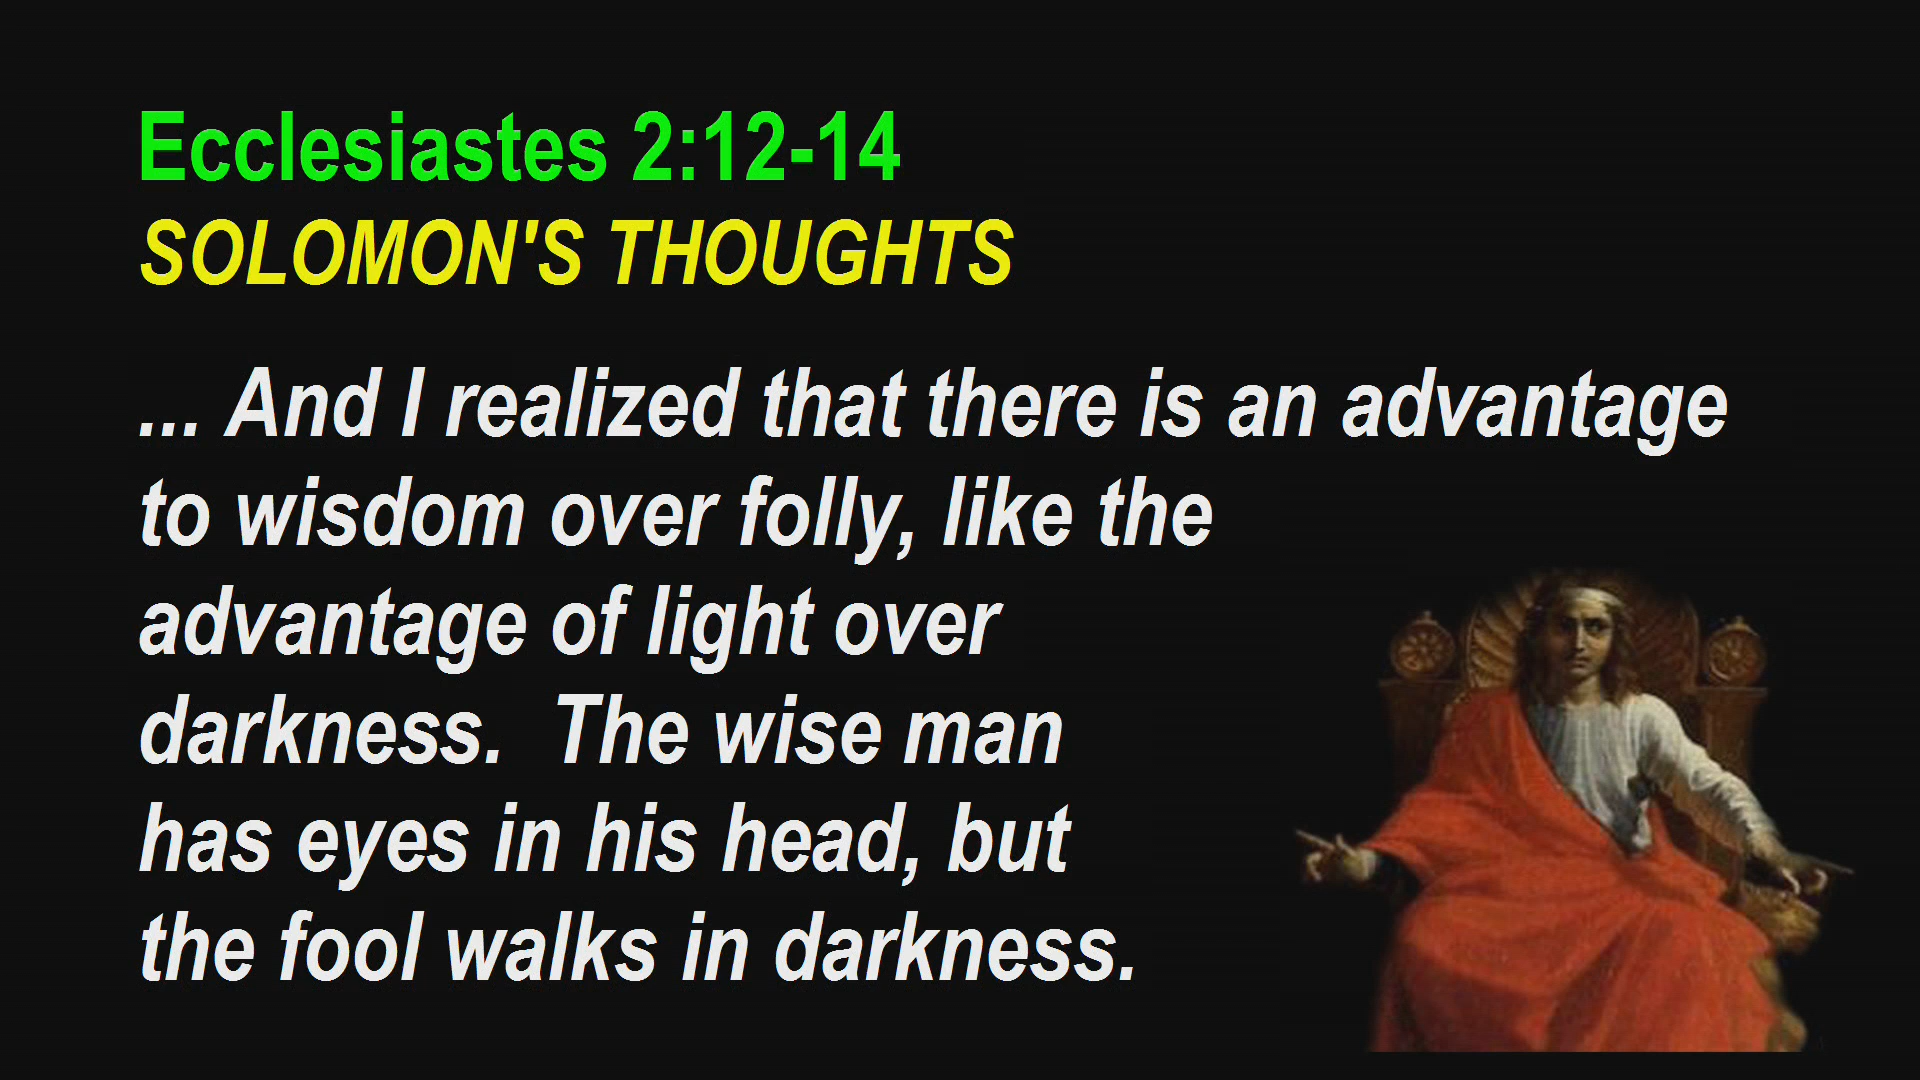 Ecclesiastes 2:12-14
SOLOMON'S THOUGHTS
... And I realized that there is an advantage
to wisdom over folly, like the
advantage of light over
darkness.  The wise man
has eyes in his head, but
the fool walks in darkness.